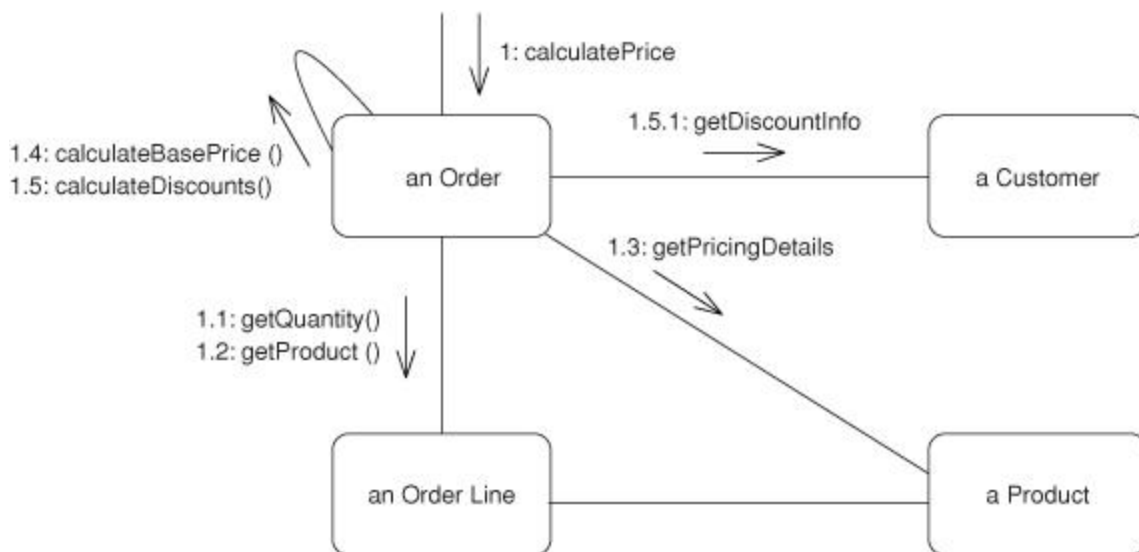 1: calculatePrice
1.5.1: getDiscountInfo
1.4: calculateBasePrice ()
1.5: calculateDiscounts()
an Order
a Customer
1.3: getPricingDetails
1.1: getQuantity()
1.2: getProduct ()
an Order Line
a Product